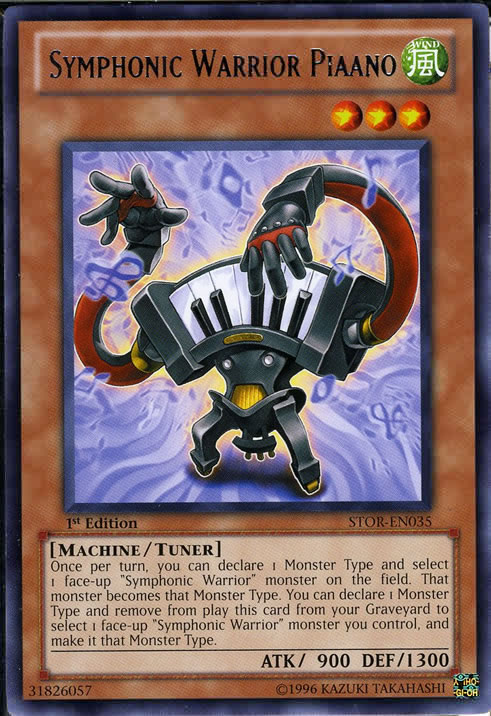 SYMPHONIC WARRIOR PIAANO
WIND
風
1st Edition
STOR-EN035
[MACHINE/TUNER]
Once per turn, you can declare 1 Monster Type and select
1 face-up "Symphonic Warrior" monster on the field. That
monster becomes that Monster Type. You can declare 1 Monster
Type and remove from play this card from your Graveyard to
select 1 face-up "Symphonic Warrior" monster you control, and
make it that Monster Type.
ATK/ 900 DEF/1300
31826057
©1996 KAZUKI TAKAHASHI